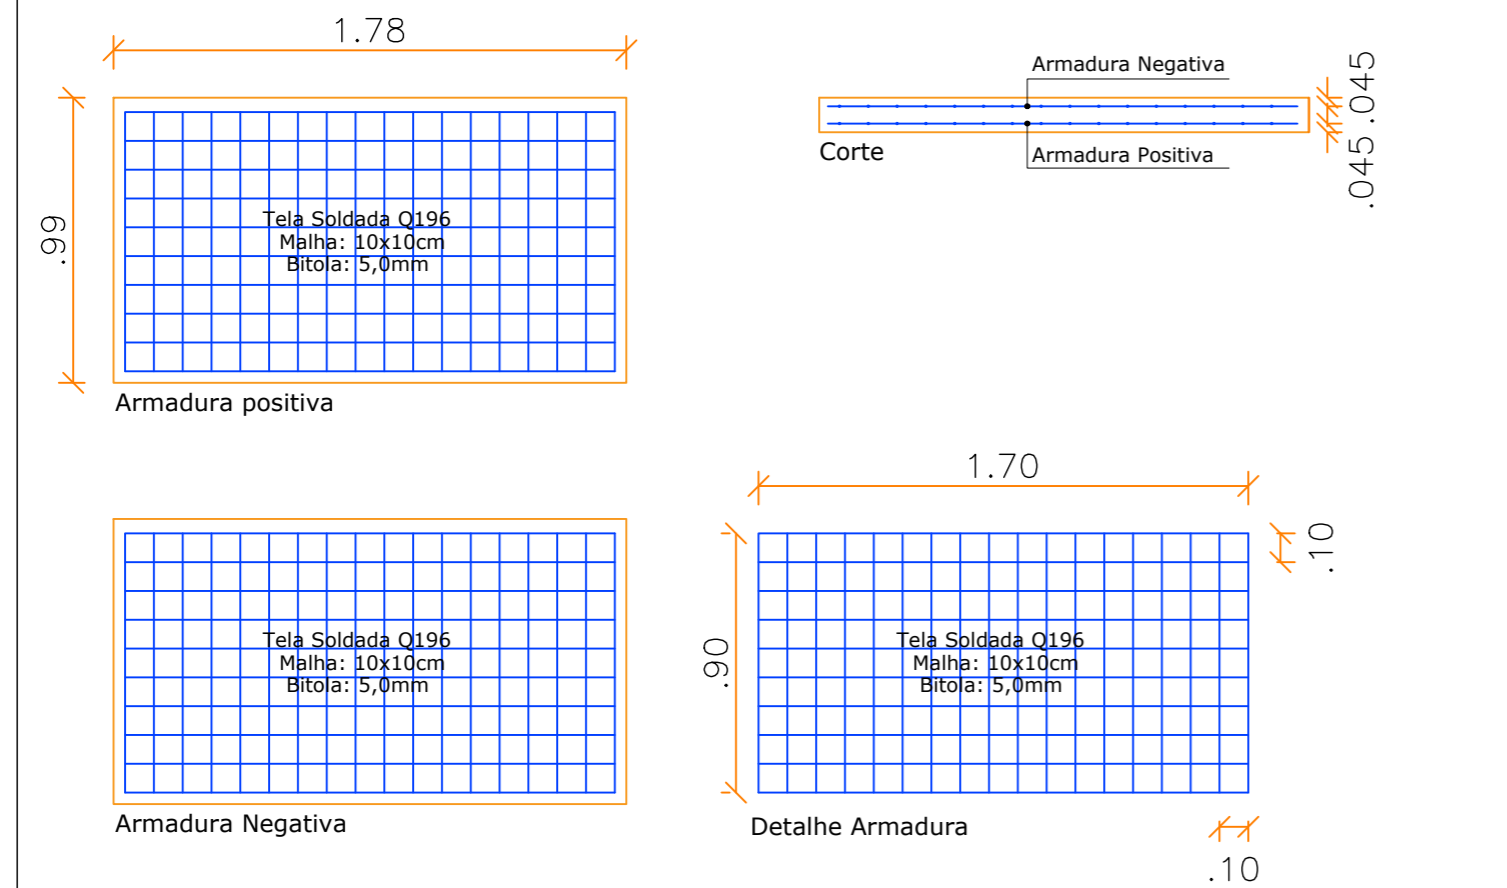 1.78
.99
Tela Soldada Q196
Malha: 10x10cm
Bitola: 5,0mm
Armadura positiva
Armadura Negativa
Armadura Positiva
Corte
.045
.045
Tela Soldada Q196
Malha: 10x10cm
Bitola: 5,0mm
Armadura Negativa
1.70
.90
.10
Tela Soldada Q196
Malha: 10x10cm
Bitola: 5,0mm
Detalhe Armadura
.10